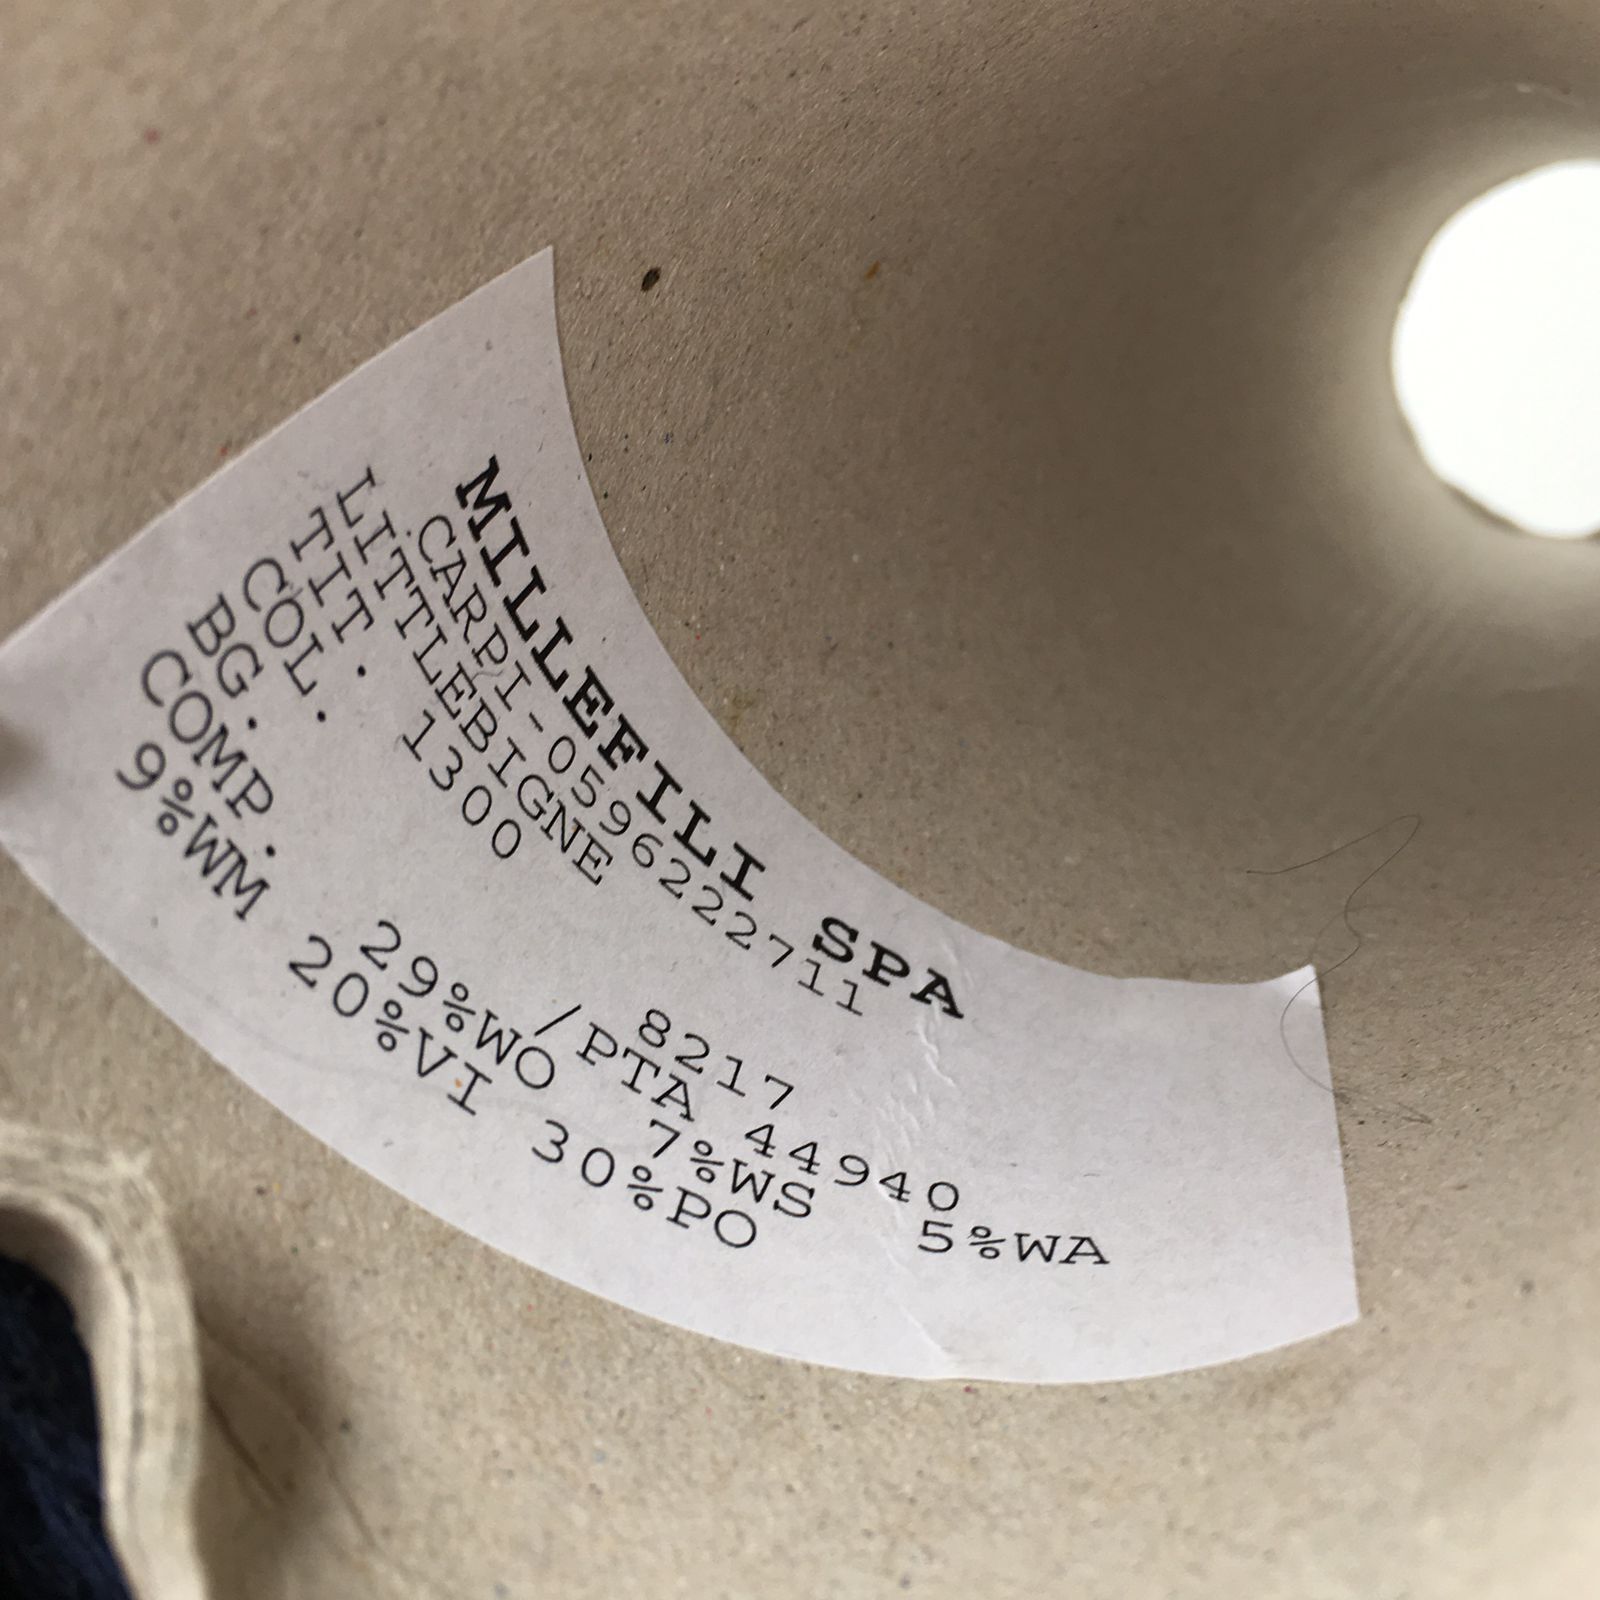 MILLEFILI SPA
CARPI-0596222711
LITTLEBIGNE
TIT. 1300
COL. 8217
BG. /PTA 44940
COMP. 29%WO 7%WS 5%WA
9%WM 20%VI 30%PO